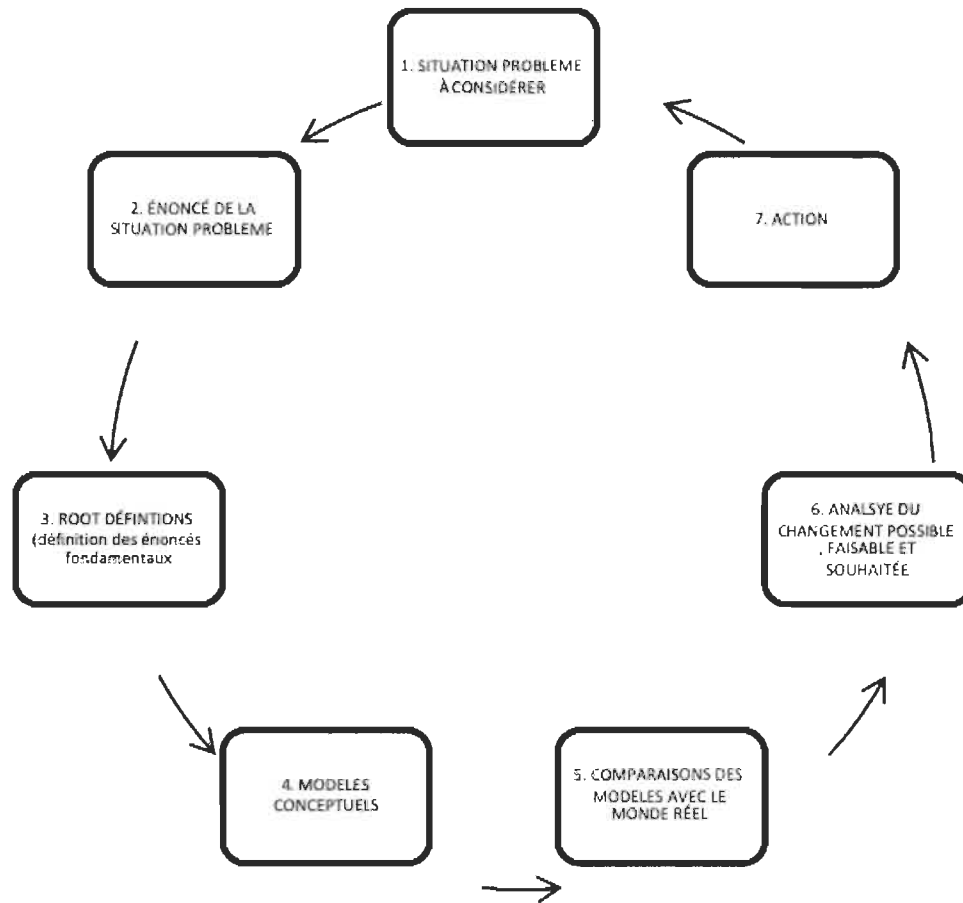 1. SITUATION PROBLEME
À CONSIDÉRER
2. ÉNONCÉ DE LA
SITUATION PROBLEME
7. ACTION
3. ROOT DÉFINTIONS
(définition des énoncés
fondamentaux
6. ANALSYE DU
CHANGEMENT POSSIBLE
, FAISABLE ET
SOUHAITÉE
4. MODELES
CONCEPTUELS
5. COMPARAISONS DES
MODELES AVEC LE
MONDE RÉEL